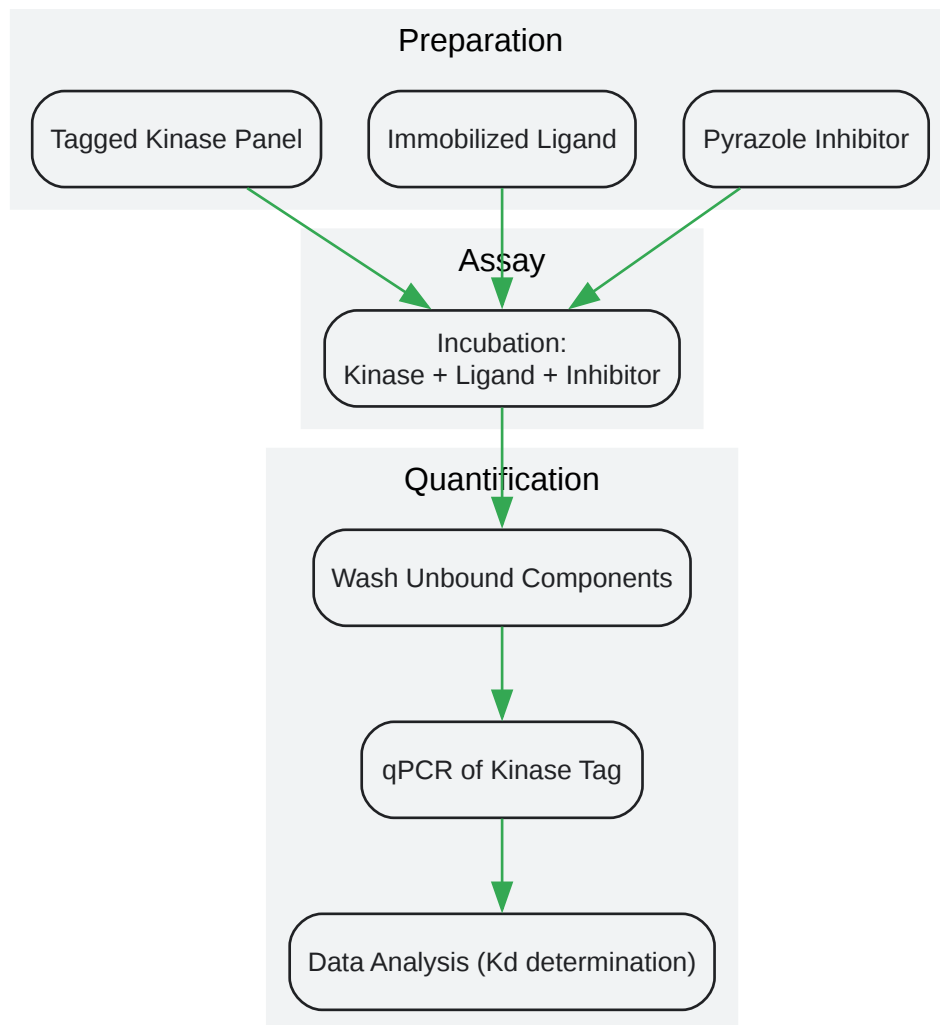 Preparation
Tagged Kinase Panel
Immobilized Ligand
Pyrazole Inhibitor
Assay
Incubation:
Kinase + Ligand + Inhibitor
Quantification
Wash Unbound Components
qPCR of Kinase Tag
Data Analysis (Kd determination)